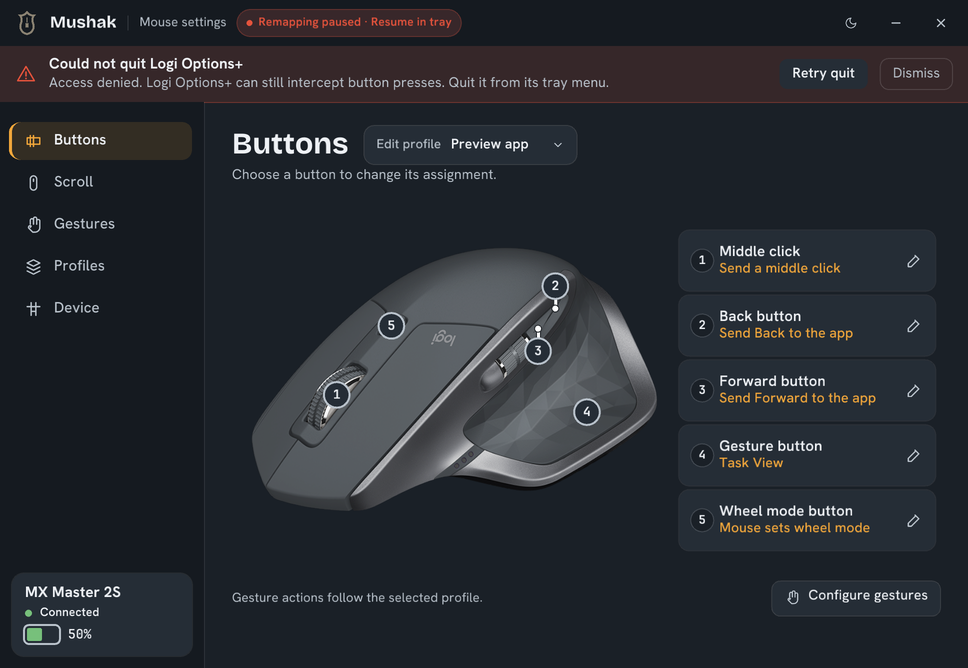 Mushak
Mouse settings
Remapping paused · Resume in tray
Could not quit Logi Options+
Access denied. Logi Options+ can still intercept button presses. Quit it from its tray menu.
Retry quit
Dismiss
Buttons
Scroll
Gestures
Profiles
Device
MX Master 2S
Connected
50%
Buttons
Edit profile Preview app
Choose a button to change its assignment.
logi
1
2
3
4
5
1 Middle click
Send a middle click
2 Back button
Send Back to the app
3 Forward button
Send Forward to the app
4 Gesture button
Task View
5 Wheel mode button
Mouse sets wheel mode
Gesture actions follow the selected profile.
Configure gestures